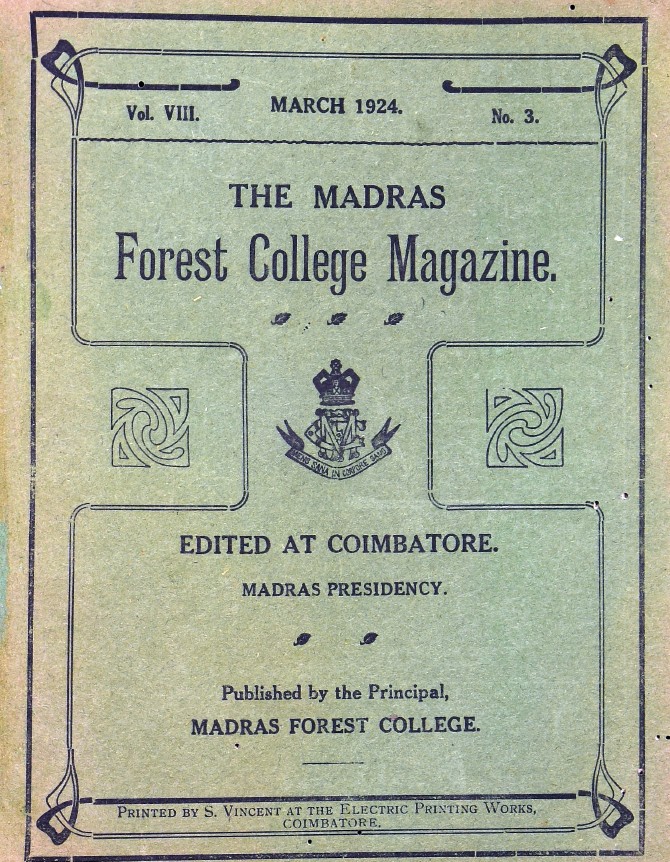 Vol. VIII.
MARCH 1924.
No. 3.
THE MADRAS
Forest College Magazine.
MENS SANA IN CORPORE SANO
EDITED AT COIMBATORE.
MADRAS PRESIDENCY.
Published by the Principal,
MADRAS FOREST COLLEGE.
PRINTED BY S. VINCENT AT THE ELECTRIC PRINTING WORKS,
COIMBATORE.